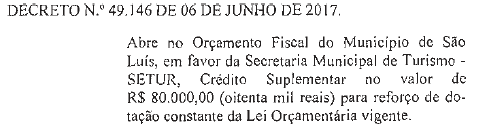 DECRETO N.º 49.146 DE 06 DE JUNHO DE 2017.
Abre no Orçamento Fiscal do Município de São
Luís, em favor da Secretaria Municipal de Turismo -
SETUR, Crédito Suplementar no valor de
R$ 80.000,00 (oitenta mil reais) para reforço de do-
tação constante da Lei Orçamentária vigente.